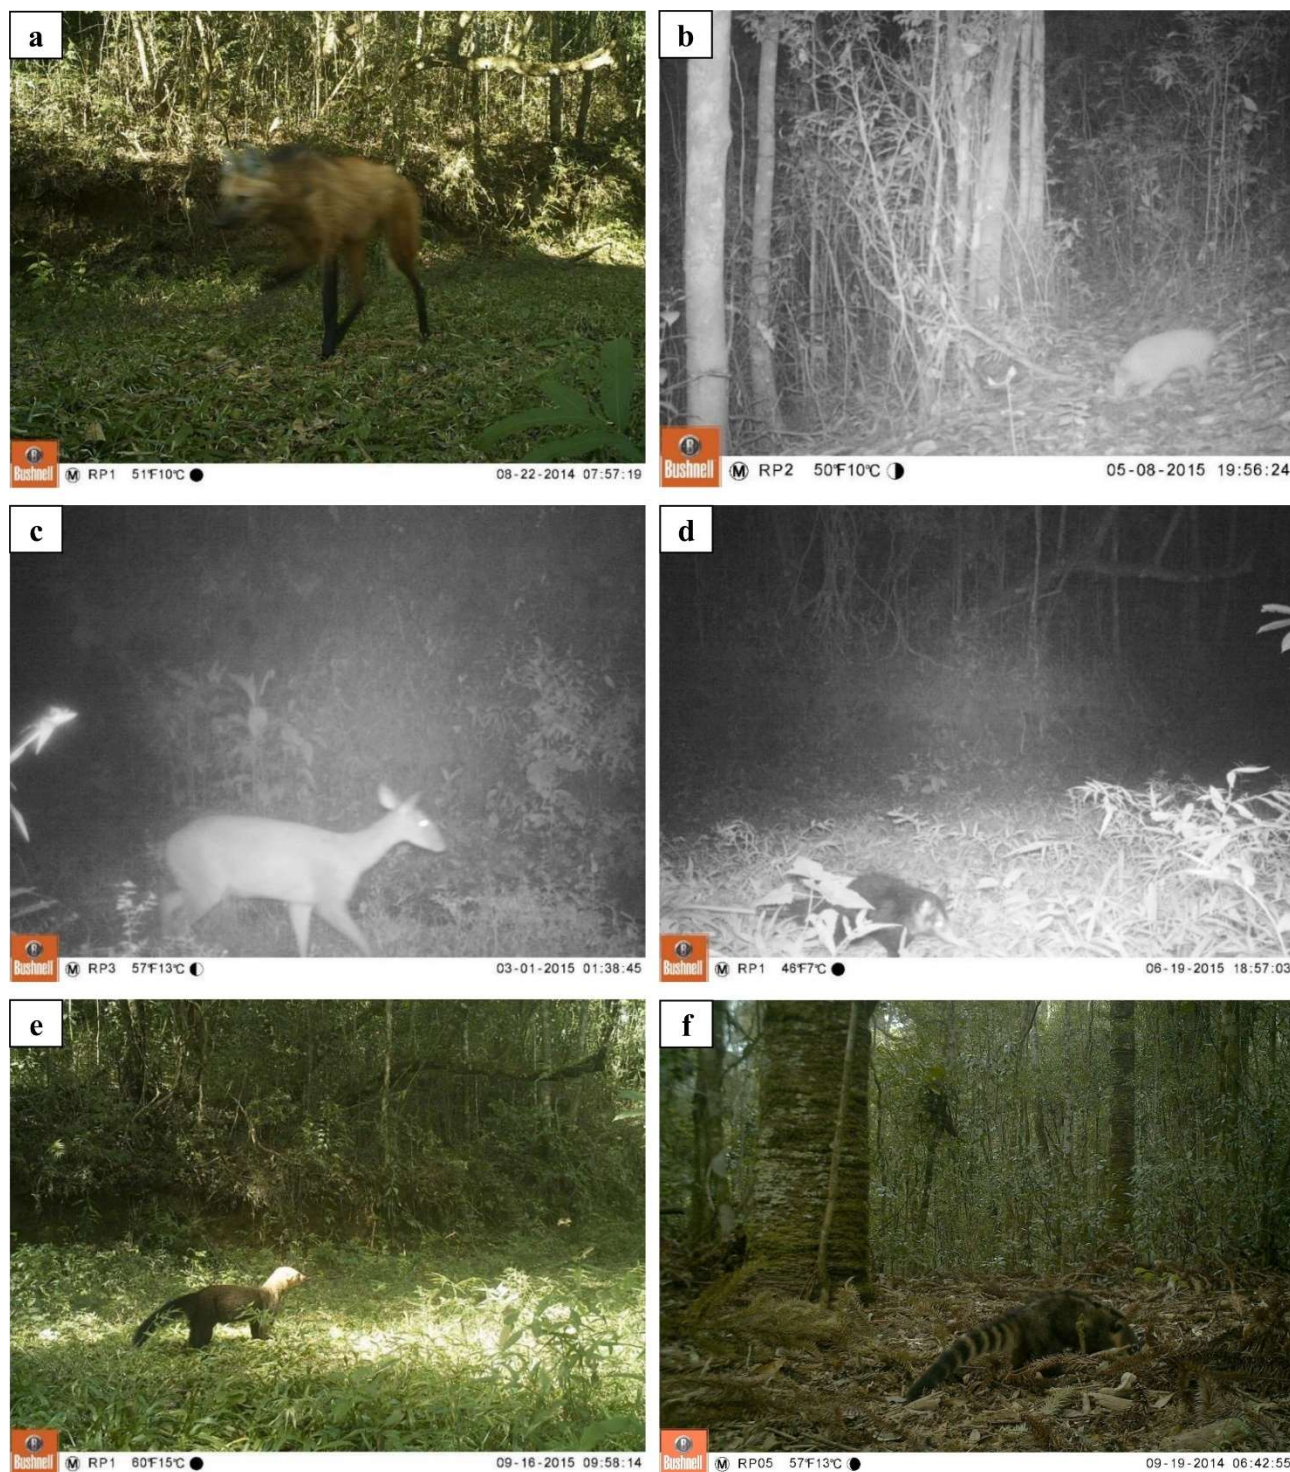 a
b
Bushnell M RP1 51°F10°C 08-22-2014 07:57:19
Bushnell M RP2 50°F10°C 05-08-2015 19:56:24
c
d
Bushnell M RP3 57°F13°C 03-01-2015 01:38:45
Bushnell M RP1 46°F7°C 06-19-2015 18:57:03
e
f
Bushnell M RP1 60°F15°C 09-16-2015 09:58:14
Bushnell M RP05 57°F13°C 09-19-2014 06:42:55